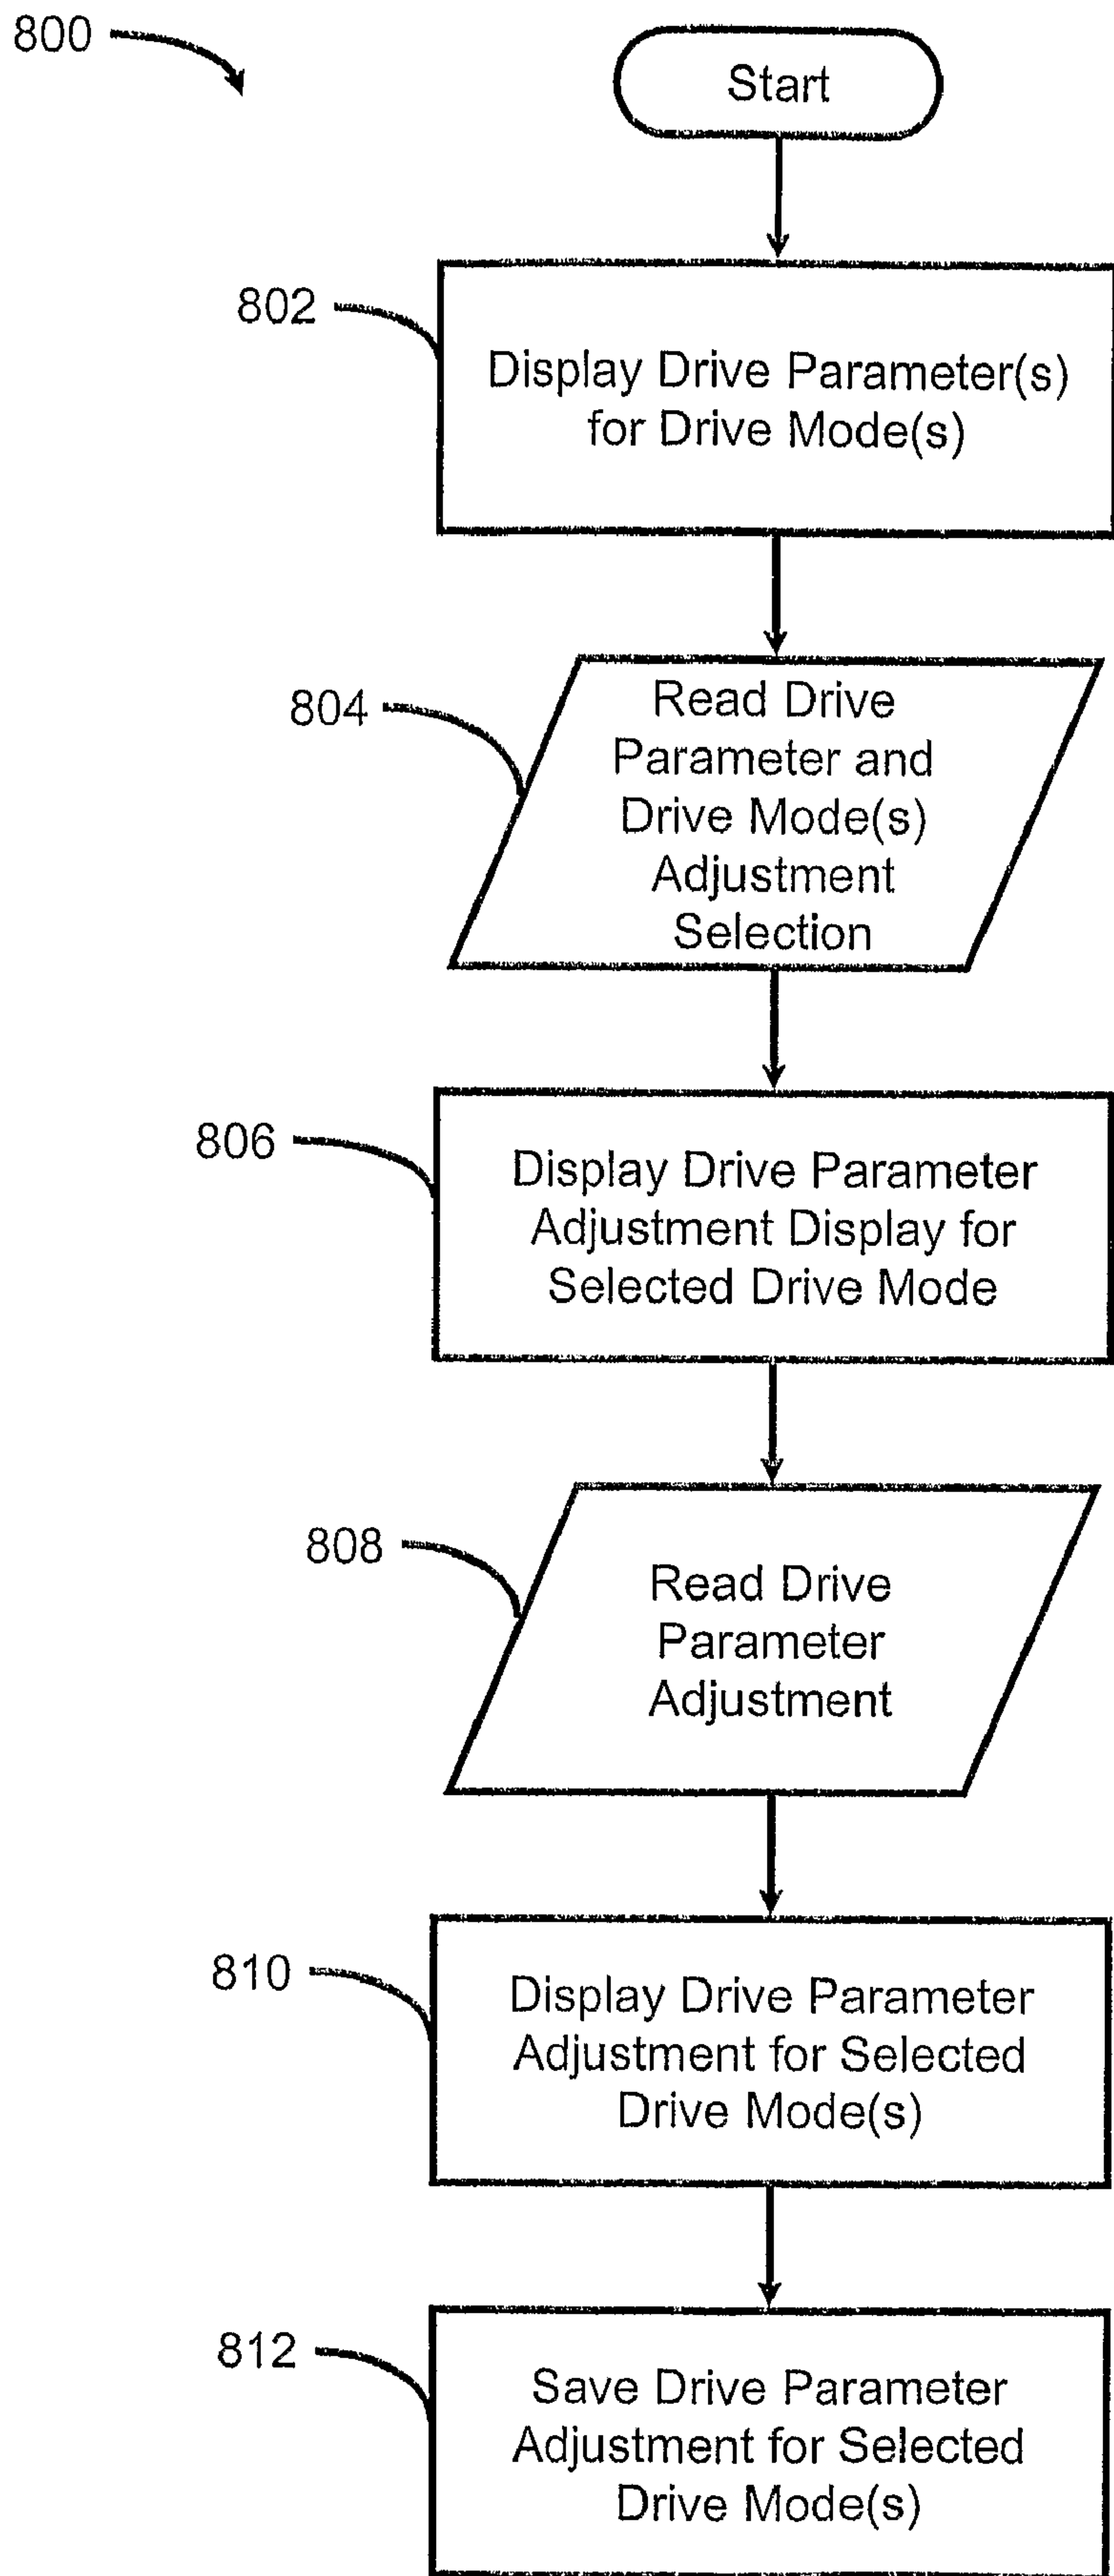 800
Start
802
Display Drive Parameter(s)
for Drive Mode(s)
804
Read Drive
Parameter and
Drive Mode(s)
Adjustment
Selection
806
Display Drive Parameter
Adjustment Display for
Selected Drive Mode
808
Read Drive
Parameter
Adjustment
810
Display Drive Parameter
Adjustment for Selected
Drive Mode(s)
812
Save Drive Parameter
Adjustment for Selected
Drive Mode(s)